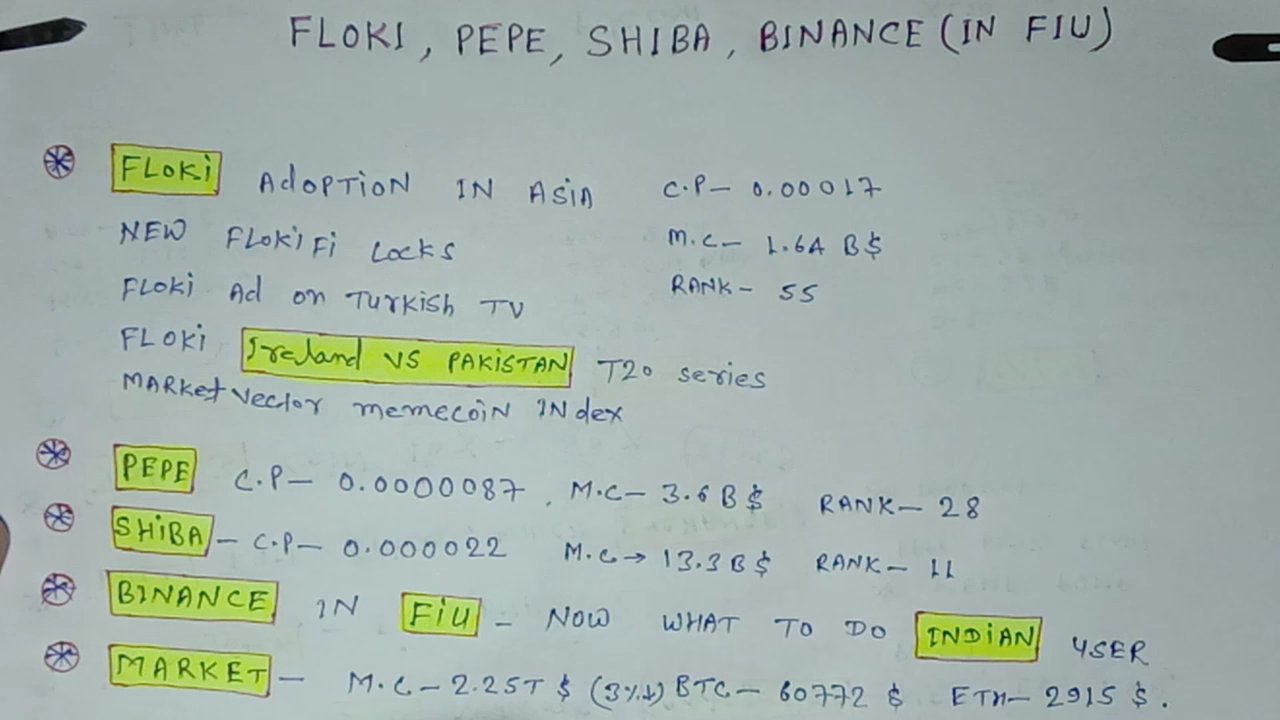 FLOKI, PEPE, SHIBA, BINANCE (IN FIU)
FLOKi AdOPTiON IN ASiA C.P- 0.00017
NEW FLOKiFi LOCKS M.C- 1.64 B$
FLOKi Ad on TURKish TV RANK- 55
FLOKi Ireland VS PAKiSTAN T20 series
MARKet Vector memecoiN INdex
PEPE C.P- 0.0000087, M.C- 3.6 B$ RANK- 28
SHiBA - C.P- 0.000022 M.C→ 13.3B$ RANK- 11
BINANCE IN FiU - NOW WHAT TO DO INDiAN USER
MARKET - M.C- 2.25T $ (3%↓) BTC- 60772 $ ETH- 2915 $.